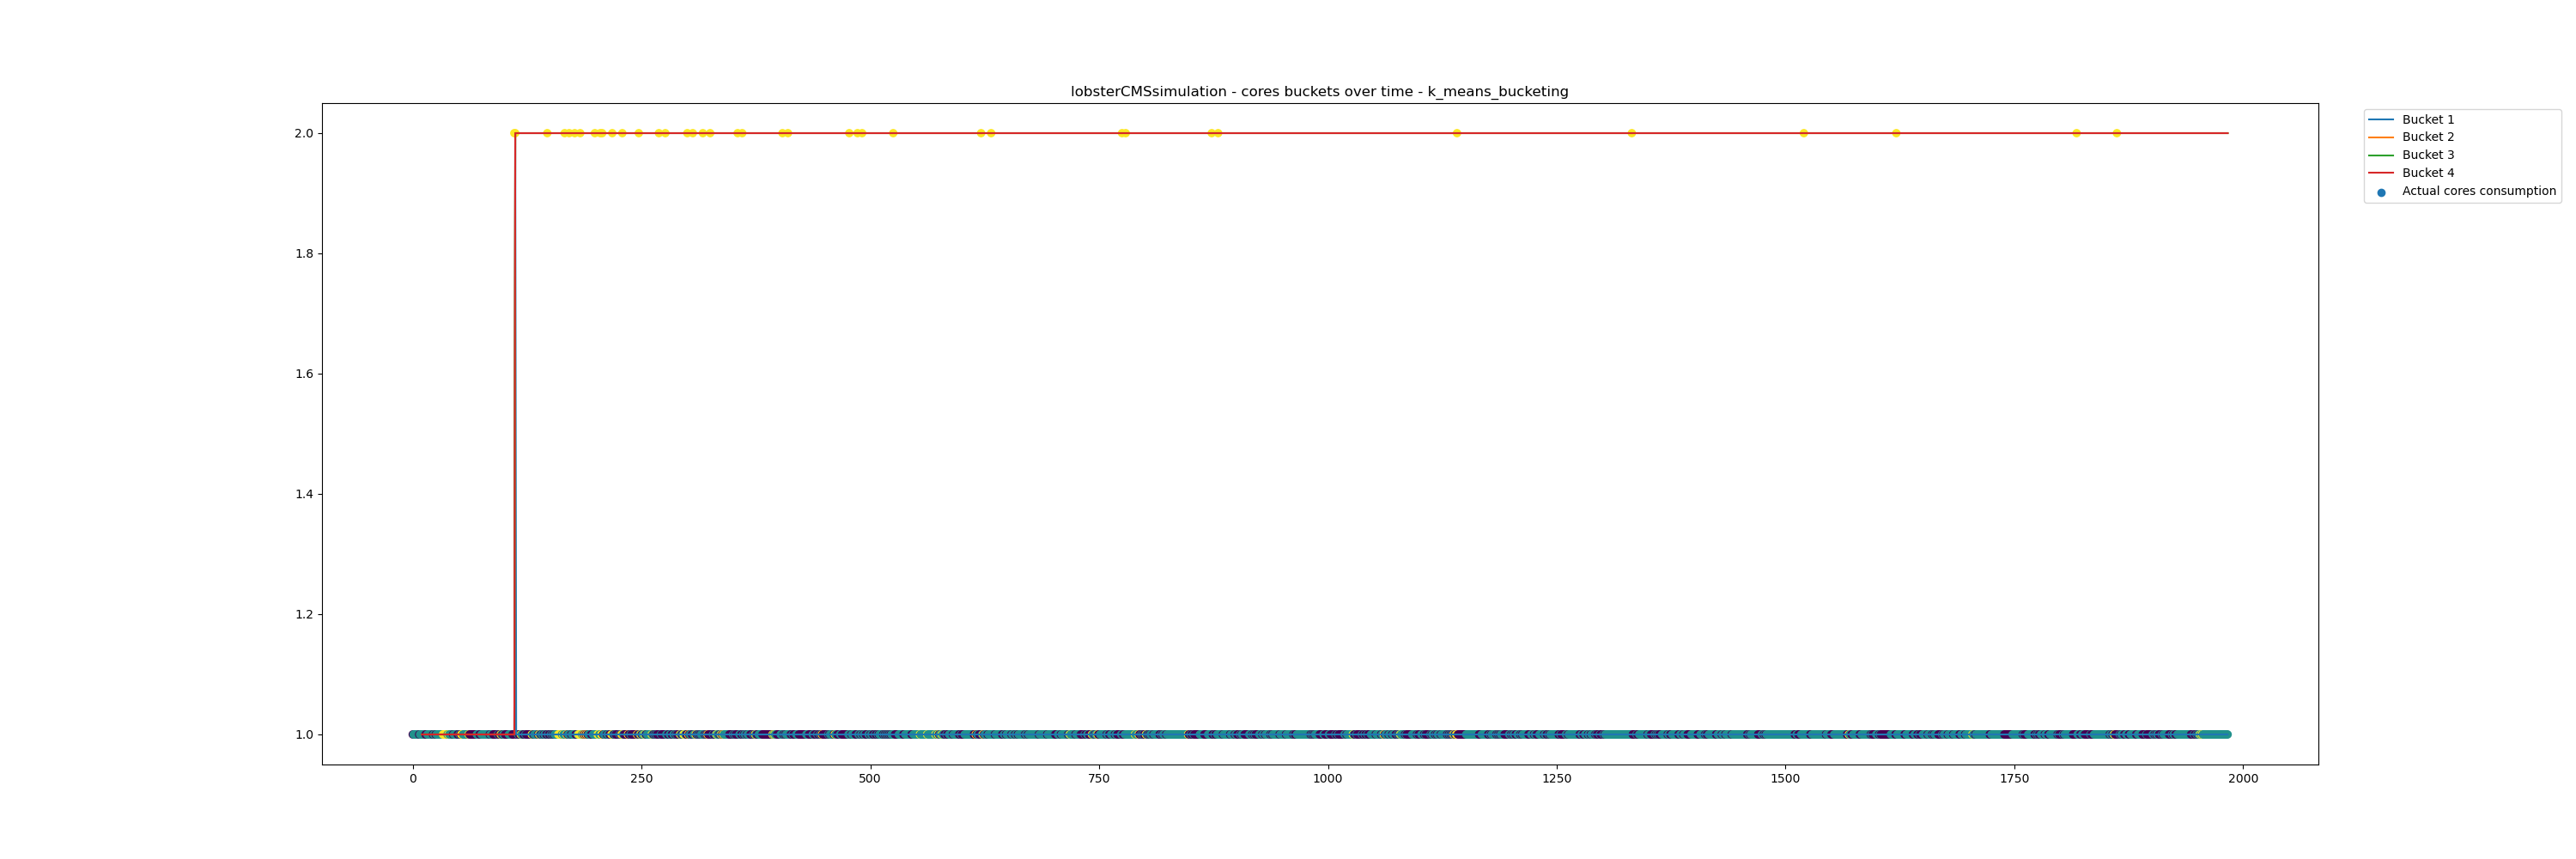 lobsterCMSsimulation - cores buckets over time - k_means_bucketing
2.0
1.8
1.6
1.4
1.2
1.0
0 250 500 750 1000 1250 1500 1750 2000
Bucket 1
Bucket 2
Bucket 3
Bucket 4
Actual cores consumption